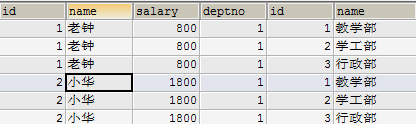 id name salary deptno id name
1 老钟 800 1 1 教学部
1 老钟 800 1 2 学工部
1 老钟 800 1 3 行政部
2 小华 1800 1 1 教学部
2 小华 1800 1 2 学工部
2 小华 1800 1 3 行政部